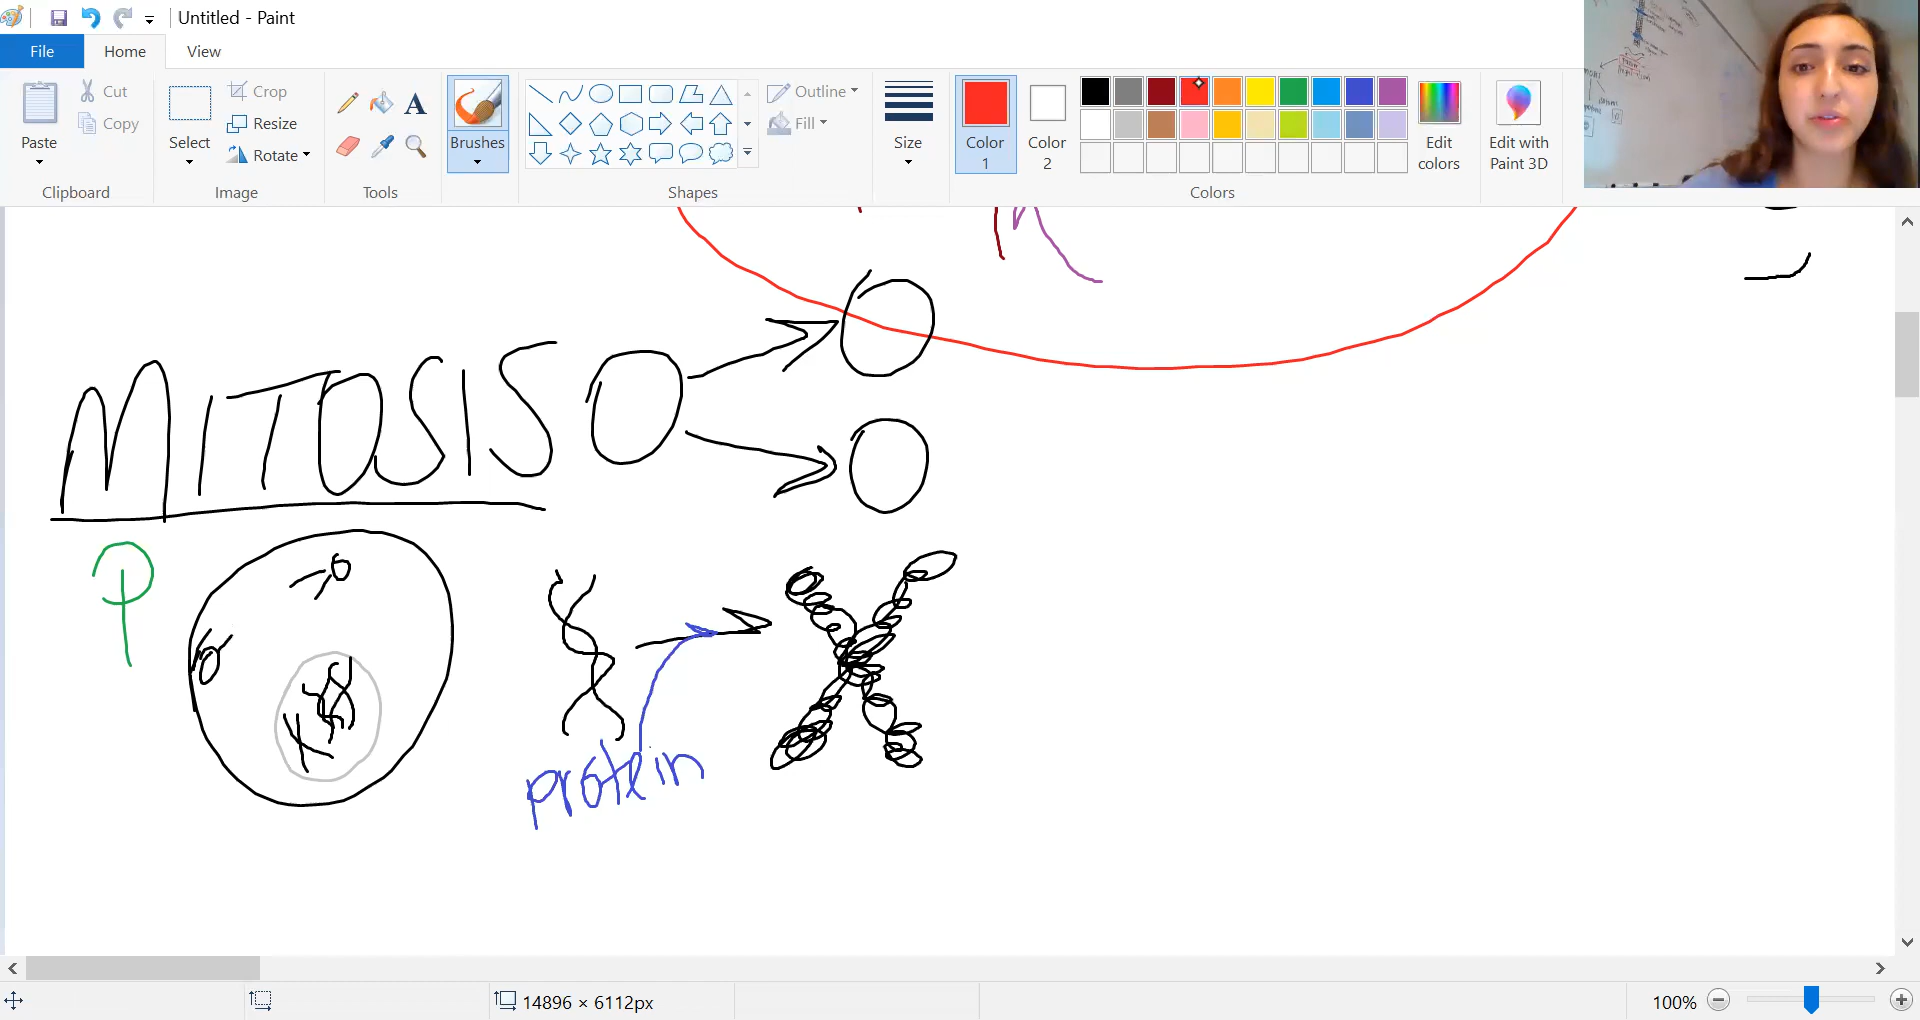 Untitled - Paint
File Home View
Paste
Cut
Copy
Clipboard
Select
Crop
Resize
Rotate
Image
Tools
Brushes
Shapes
Outline
Fill
Size
Color 1
Color 2
Colors
Edit colors
Edit with Paint 3D
MITOSIS
P
protein
14896 × 6112px
100%